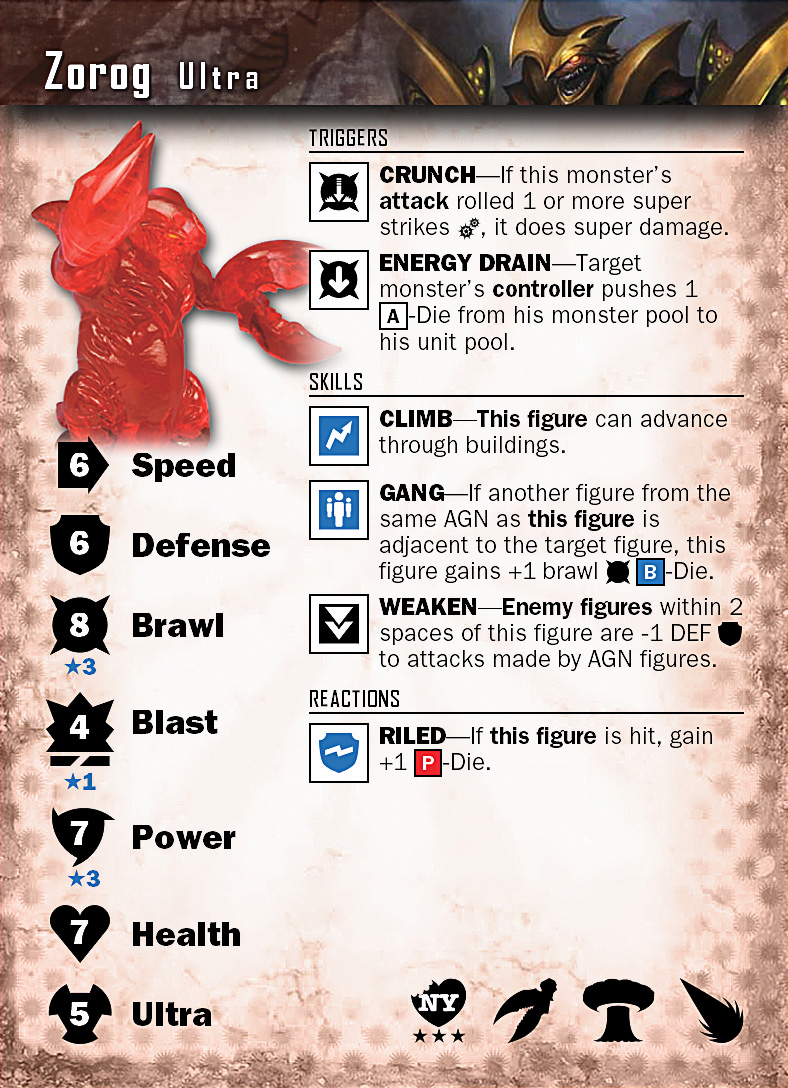 Zorog Ultra
TRIGGERS
CRUNCH—If this monster's
attack rolled 1 or more super
strikes , it does super damage.
ENERGY DRAIN—Target
monster's controller pushes 1
A-Die from his monster pool to
his unit pool.
SKILLS
CLIMB—This figure can advance
through buildings.
GANG—If another figure from the
same AGN as this figure is
adjacent to the target figure, this
figure gains +1 brawl B-Die.
WEAKEN—Enemy figures within 2
spaces of this figure are -1 DEF
to attacks made by AGN figures.
REACTIONS
RILED—If this figure is hit, gain
+1 P-Die.
6 Speed
6 Defense
8 Brawl
★3
4 Blast
★1
7 Power
★3
7 Health
5 Ultra
NY
★★★